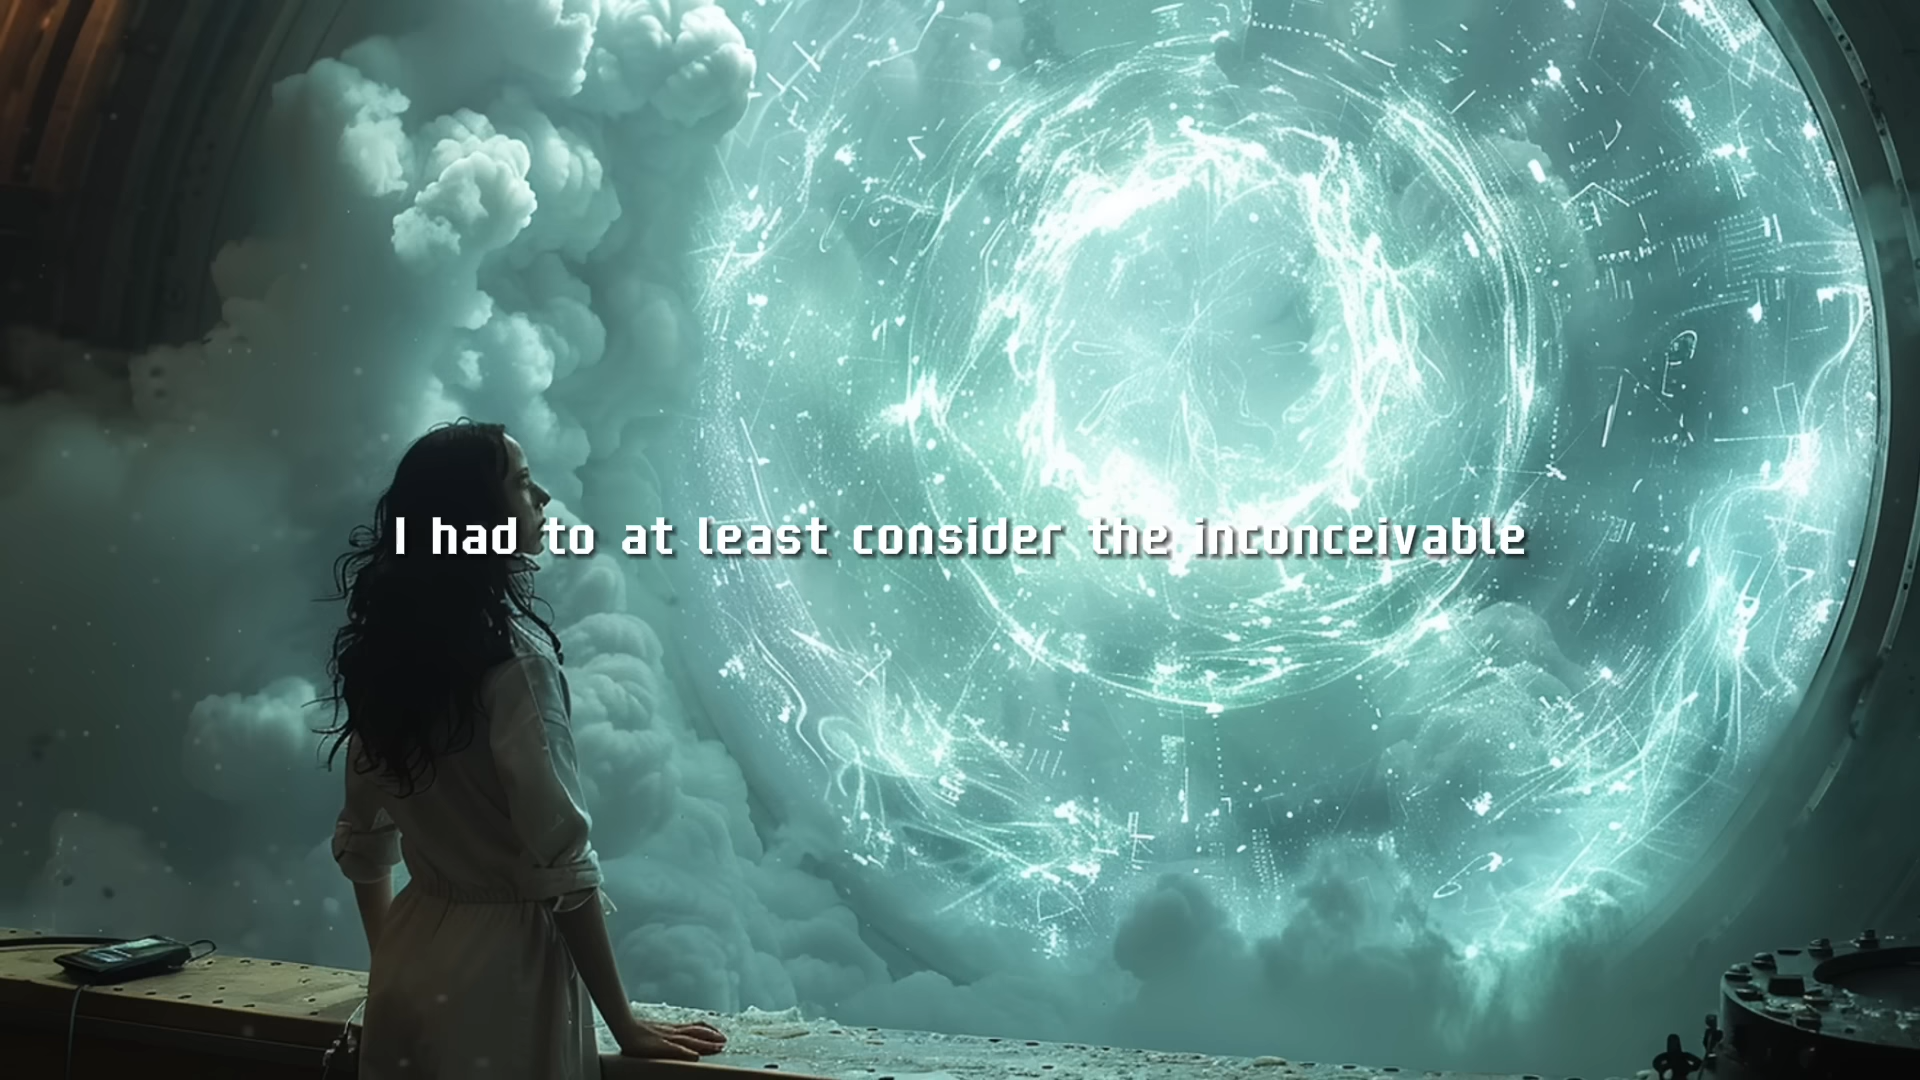 I had to at least consider the inconceivable